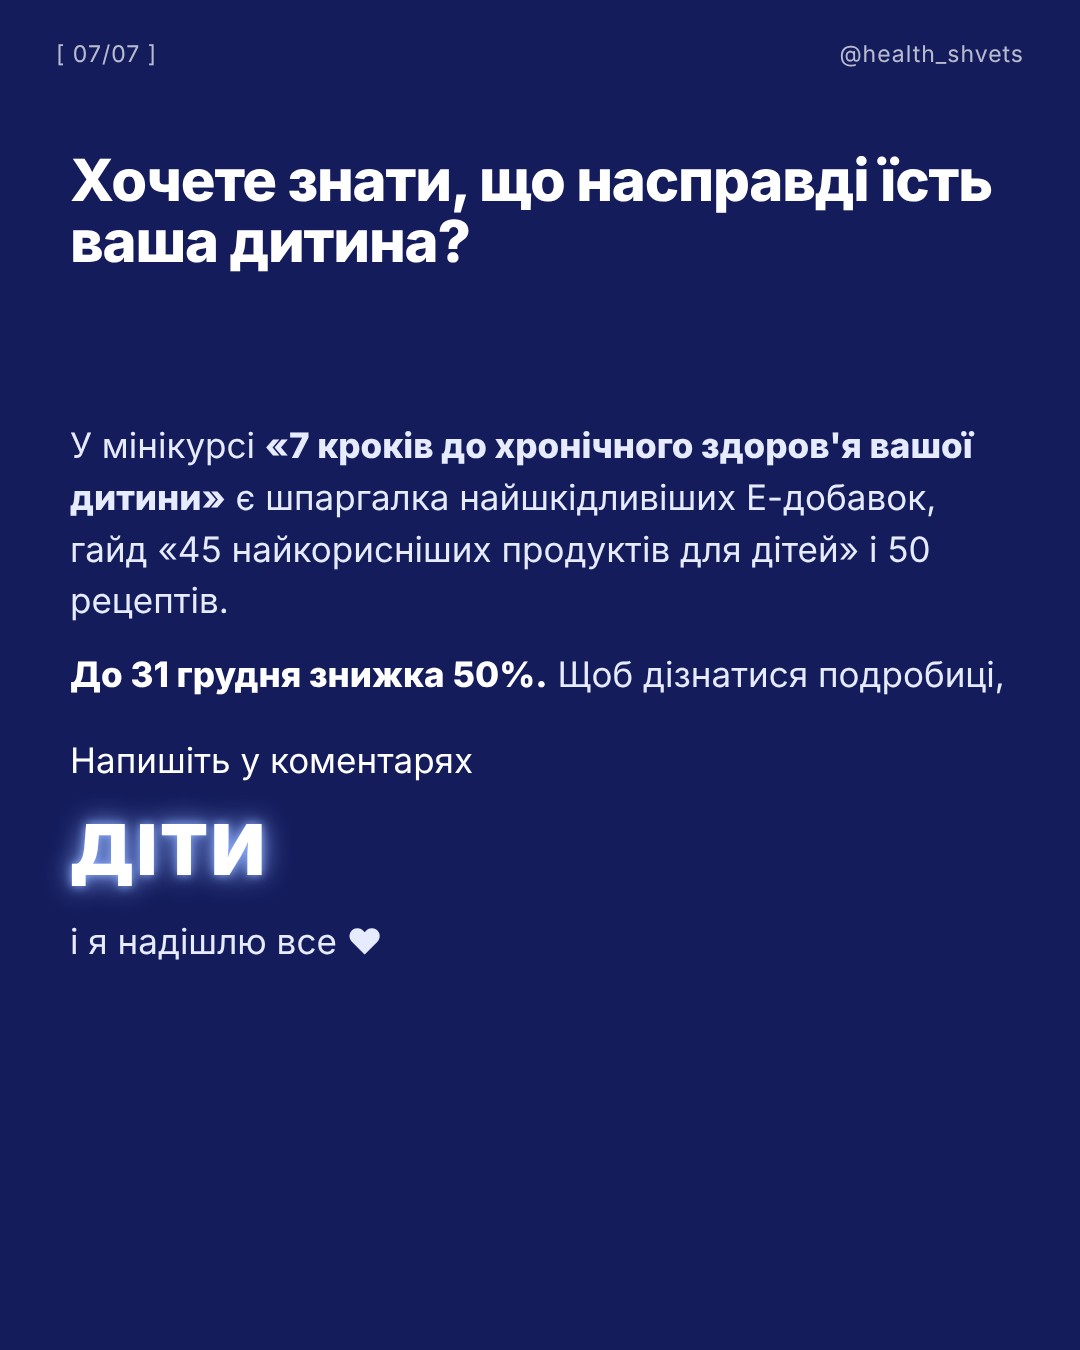 [ 07/07 ]
@health_shvets
Хочете знати, що насправді їсть
ваша дитина?
У мінікурсі «7 кроків до хронічного здоров'я вашої
дитини» є шпаргалка найшкідливіших Е-добавок,
гайд «45 найкорисніших продуктів для дітей» і 50
рецептів.
До 31 грудня знижка 50%. Щоб дізнатися подробиці,
Напишіть у коментарях
ДІТИ
і я надішлю все ♥